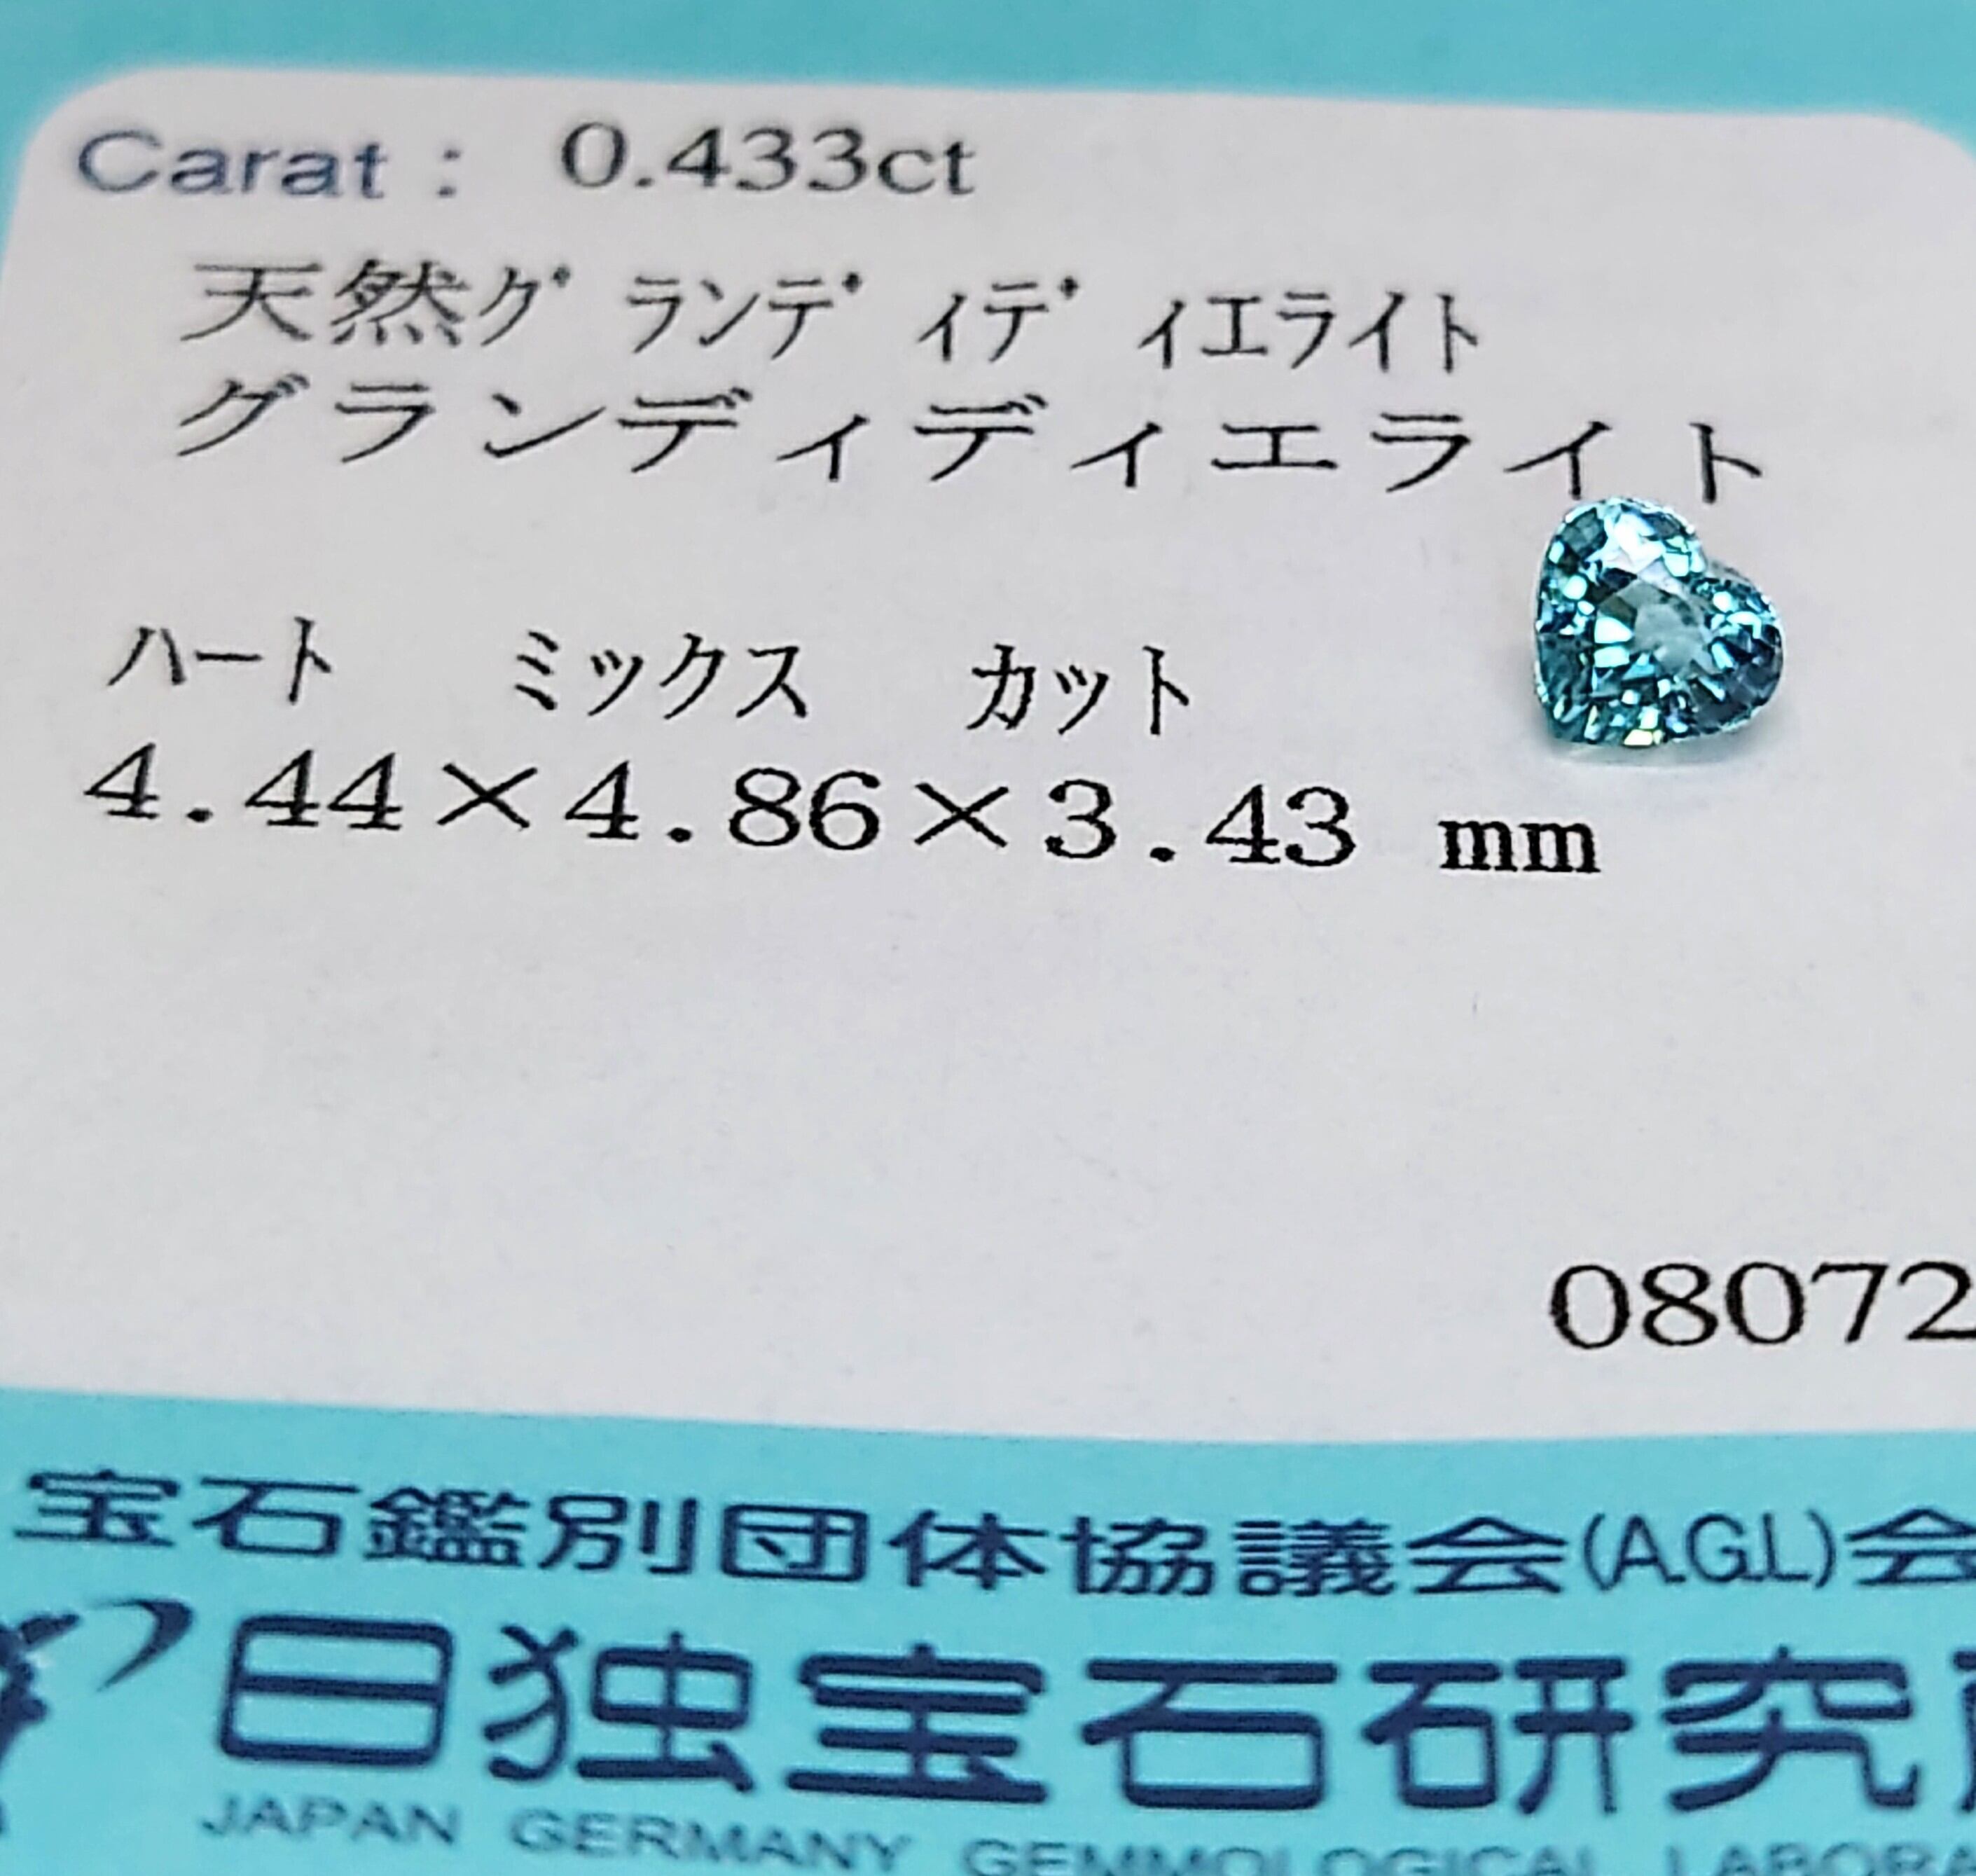 Carat : 0.433ct
天然ｸﾞﾗﾝﾃﾞｨﾃﾞｨｴﾗｲﾄ
グランディディエライト
ハート ミックス カット
4.44×4.86×3.43 mm
08072
宝石鑑別団体協議会(A.G.L)会
日独宝石研究
JAPAN GERMANY GEMMOLOGICAL LABORA